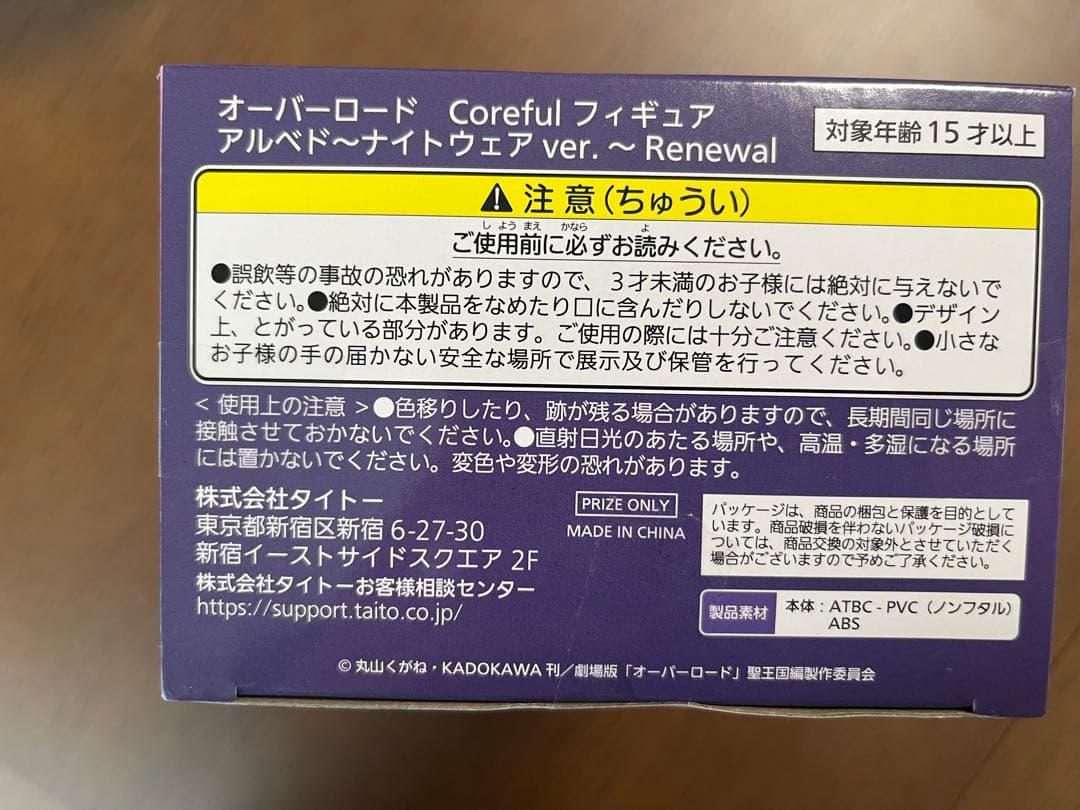 オーバーロード Coreful フィギュア
アルベド～ナイトウェア ver. ～ Renewal
対象年齢 15 才以上
注意（ちゅうい）
しようまえ かなら よ
ご使用前に必ずお読みください。
●誤飲等の事故の恐れがありますので、３才未満のお子様には絶対に与えないで
ください。●絶対に本製品をなめたり口に含んだりしないでください。●デザイン
上、とがっている部分があります。ご使用の際には十分ご注意ください。●小さな
お子様の手の届かない安全な場所で展示及び保管を行ってください。
< 使用上の注意 >●色移りしたり、跡が残る場合がありますので、長期間同じ場所に
接触させておかないでください。●直射日光のあたる場所や、高温・多湿になる場所
には置かないでください。変色や変形の恐れがあります。
株式会社タイトー
東京都新宿区新宿 6-27-30
新宿イーストサイドスクエア 2F
株式会社タイトーお客様相談センター
https://support.taito.co.jp/
PRIZE ONLY
MADE IN CHINA
パッケージは、商品の梱包と保護を目的として
います。商品破損を伴わないパッケージ破損に
ついては、商品交換の対象外とさせていただく
場合がございますので予めご了承ください。
製品素材
本体：ATBC - PVC（ノンフタル）
ABS
© 丸山くがね・KADOKAWA 刊／劇場版「オーバーロード」聖王国編製作委員会